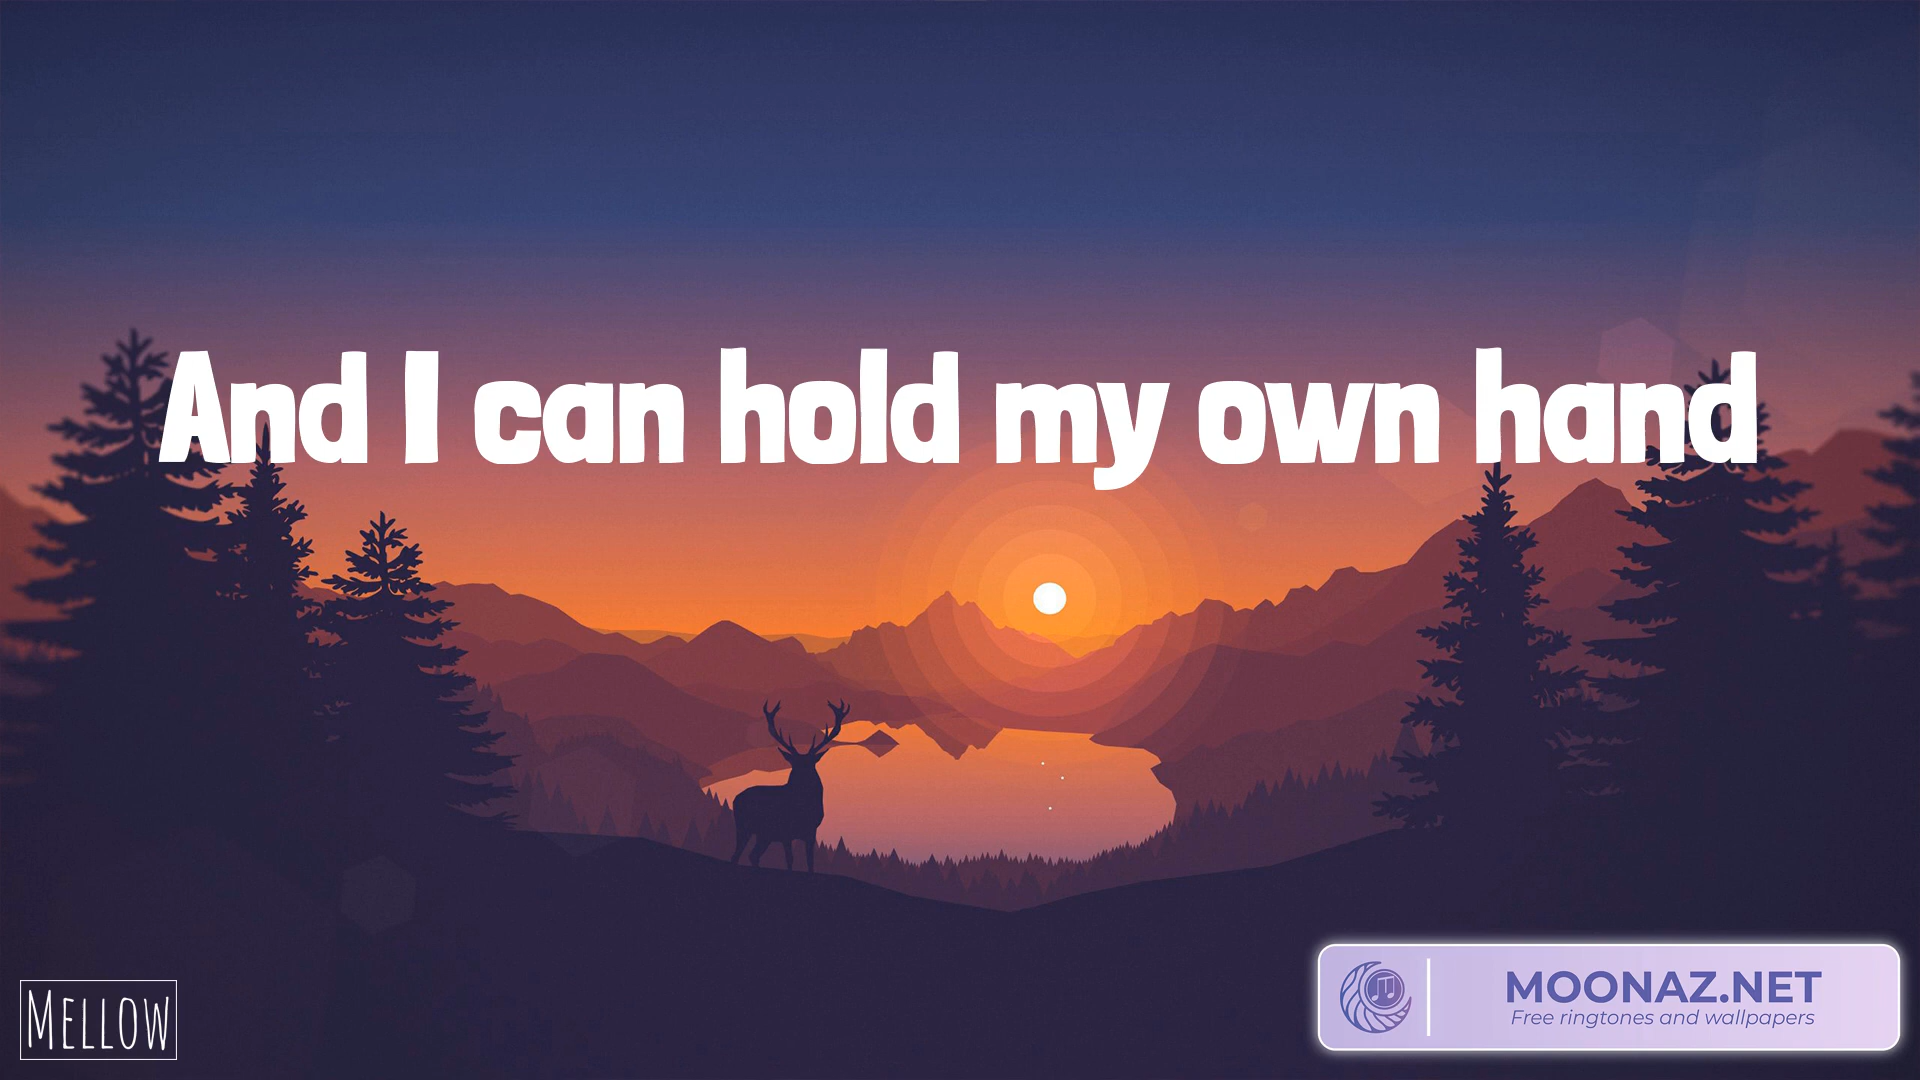 And I can hold my own hand
MOONAZ.NET
Free ringtones and wallpapers
MELLOW